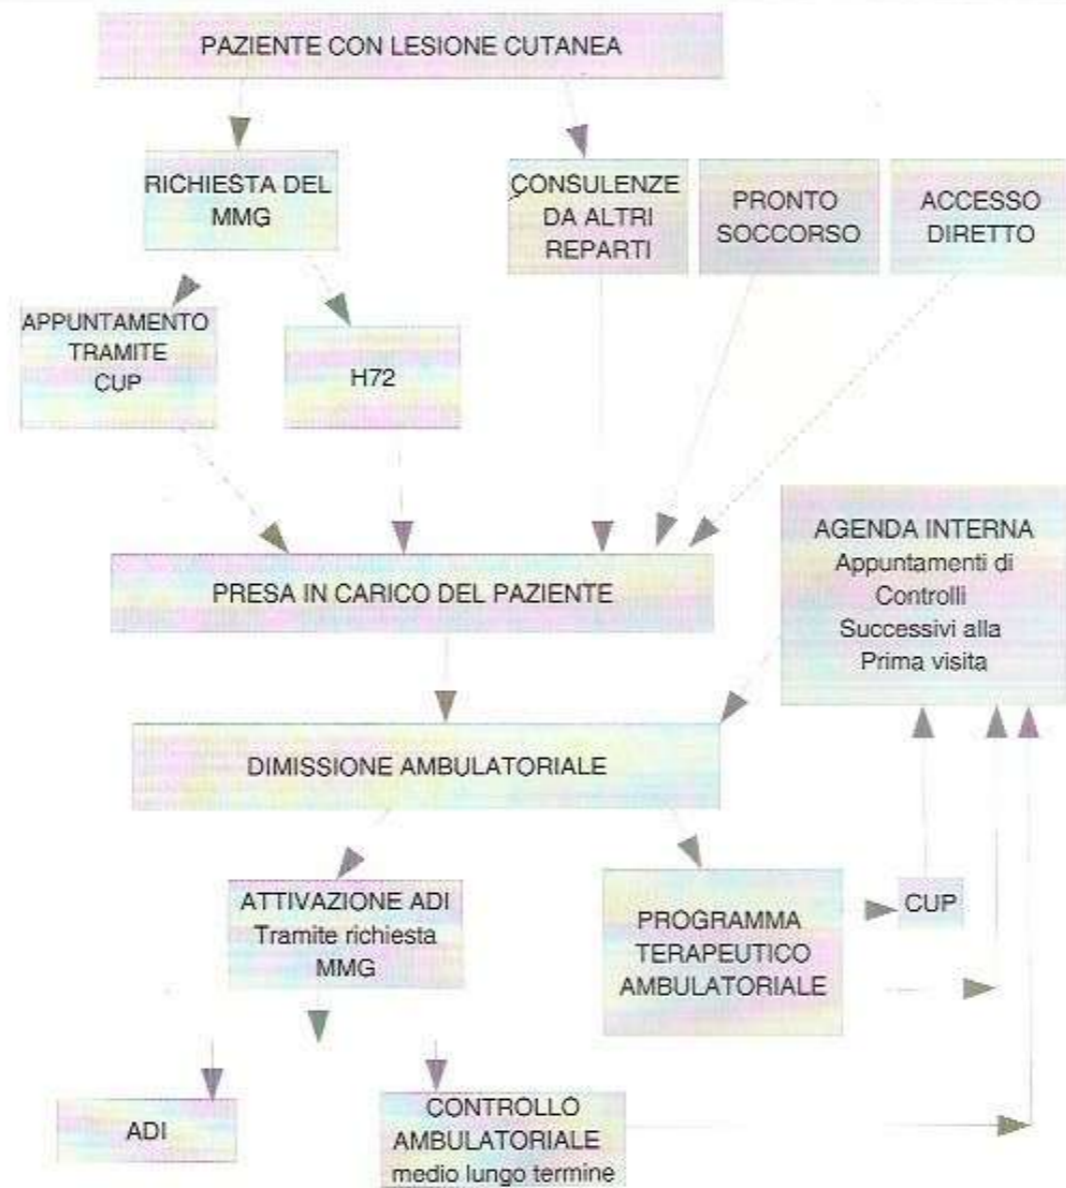 PAZIENTE CON LESIONE CUTANEA
RICHIESTA DEL
MMG
CONSULENZE
DA ALTRI
REPARTI
PRONTO
SOCCORSO
ACCESSO
DIRETTO
APPUNTAMENTO
TRAMITE
CUP
H72
PRESA IN CARICO DEL PAZIENTE
AGENDA INTERNA
Appuntamenti di
Controlli
Successivi alla
Prima visita
DIMISSIONE AMBULATORIALE
ATTIVAZIONE ADI
Tramite richiesta
MMG
PROGRAMMA
TERAPEUTICO
AMBULATORIALE
CUP
ADI
CONTROLLO
AMBULATORIALE
medio lungo termine